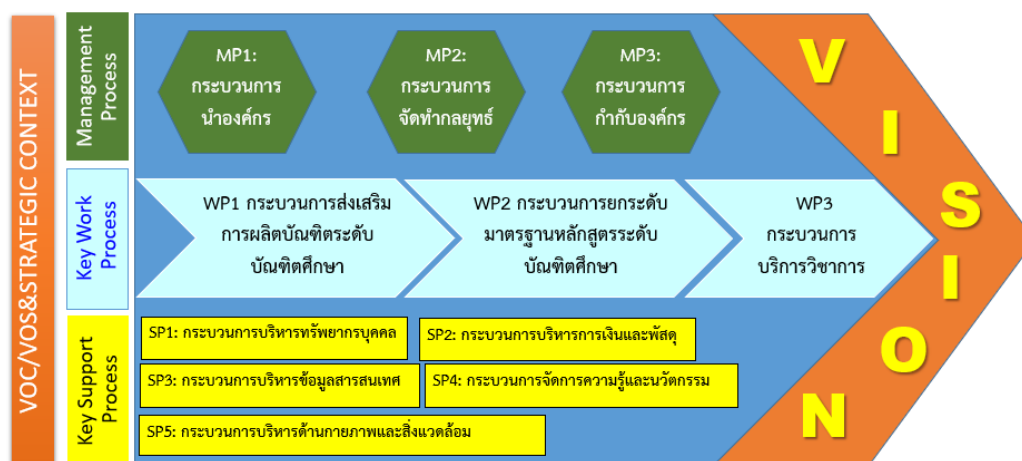 VOC/VOS&STRATEGIC CONTEXT
Management
Process
MP1:
กระบวนการ
นำองค์กร
MP2:
กระบวนการ
จัดทำกลยุทธ์
MP3:
กระบวนการ
กำกับองค์กร
Key Work
Process
WP1 กระบวนการส่งเสริม
การผลิตบัณฑิตระดับ
บัณฑิตศึกษา
WP2 กระบวนการยกระดับ
มาตรฐานหลักสูตรระดับ
บัณฑิตศึกษา
WP3
กระบวนการ
บริการวิชาการ
Key Support
Process
SP1: กระบวนการบริหารทรัพยากรบุคคล
SP2: กระบวนการบริหารการเงินและพัสดุ
SP3: กระบวนการบริหารข้อมูลสารสนเทศ
SP4: กระบวนการจัดการความรู้และนวัตกรรม
SP5: กระบวนการบริหารด้านกายภาพและสิ่งแวดล้อม
VISION